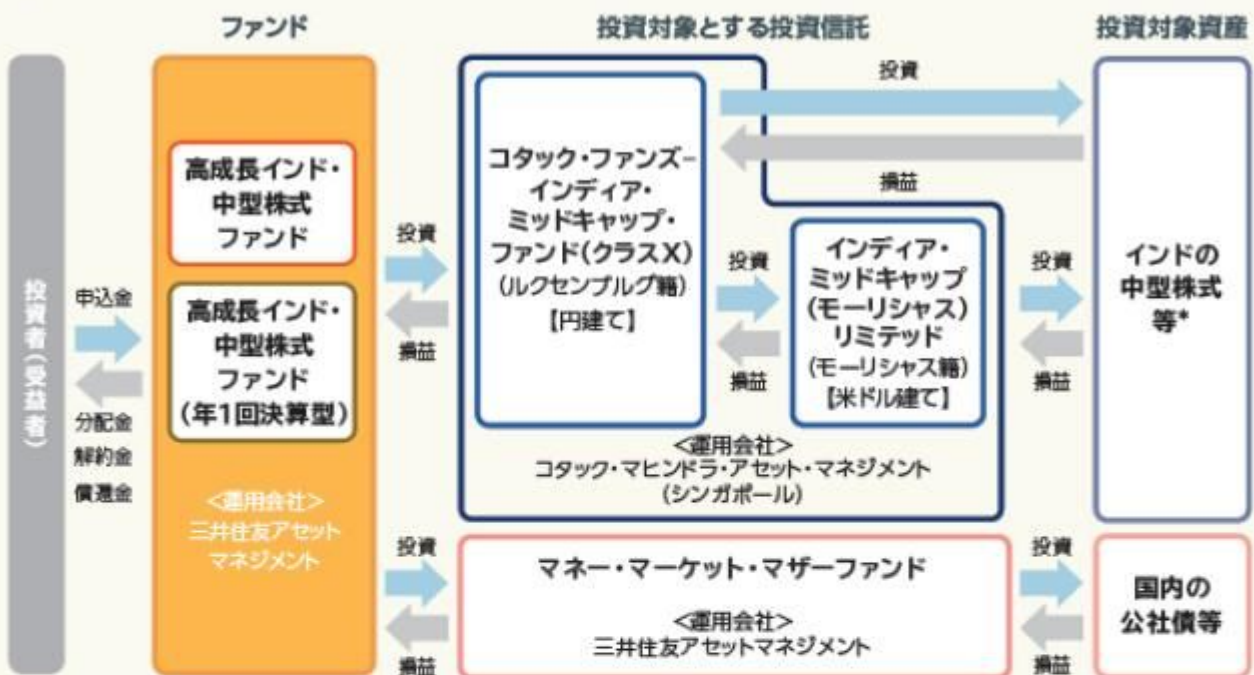 ファンド
投資対象とする投資信託
投資対象資産
投資者(受益者)
申込金
分配金
解約金
償還金
高成長インド・
中型株式
ファンド
高成長インド・
中型株式
ファンド
(年1回決算型)
<運用会社>
三井住友アセット
マネジメント
投資
損益
コタック・ファンズ–
インディア・
ミッドキャップ・
ファンド(クラスX)
(ルクセンブルグ籍)
【円建て】
投資
損益
投資
損益
インディア・
ミッドキャップ
(モーリシャス)
リミテッド
(モーリシャス籍)
【米ドル建て】
<運用会社>
コタック・マヒンドラ・アセット・マネジメント
(シンガポール)
投資
損益
インドの
中型株式
等*
投資
損益
マネー・マーケット・マザーファンド
<運用会社>
三井住友アセットマネジメント
投資
損益
国内の
公社債等